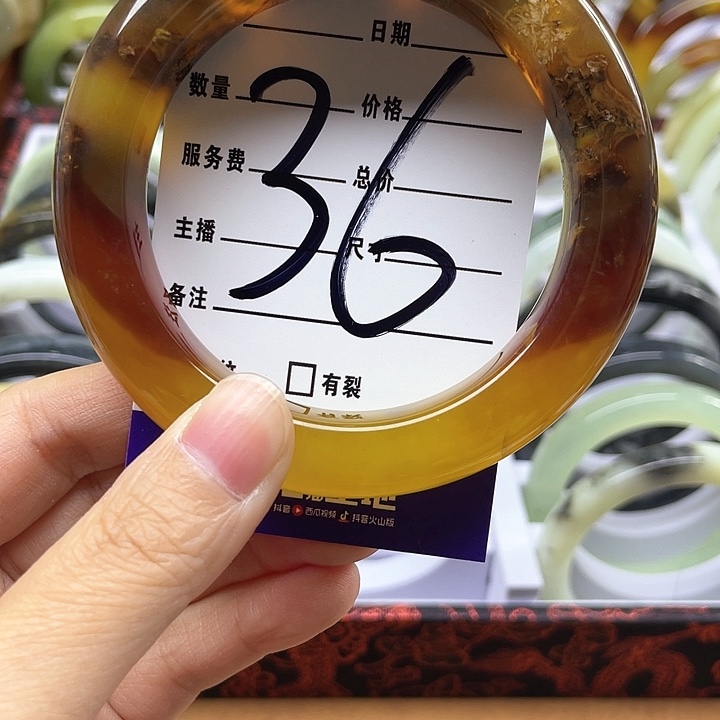 日期
数量 价格
服务费 总价
主播 尺寸
备注
36
有裂
抖音 西瓜视频 抖音火山版